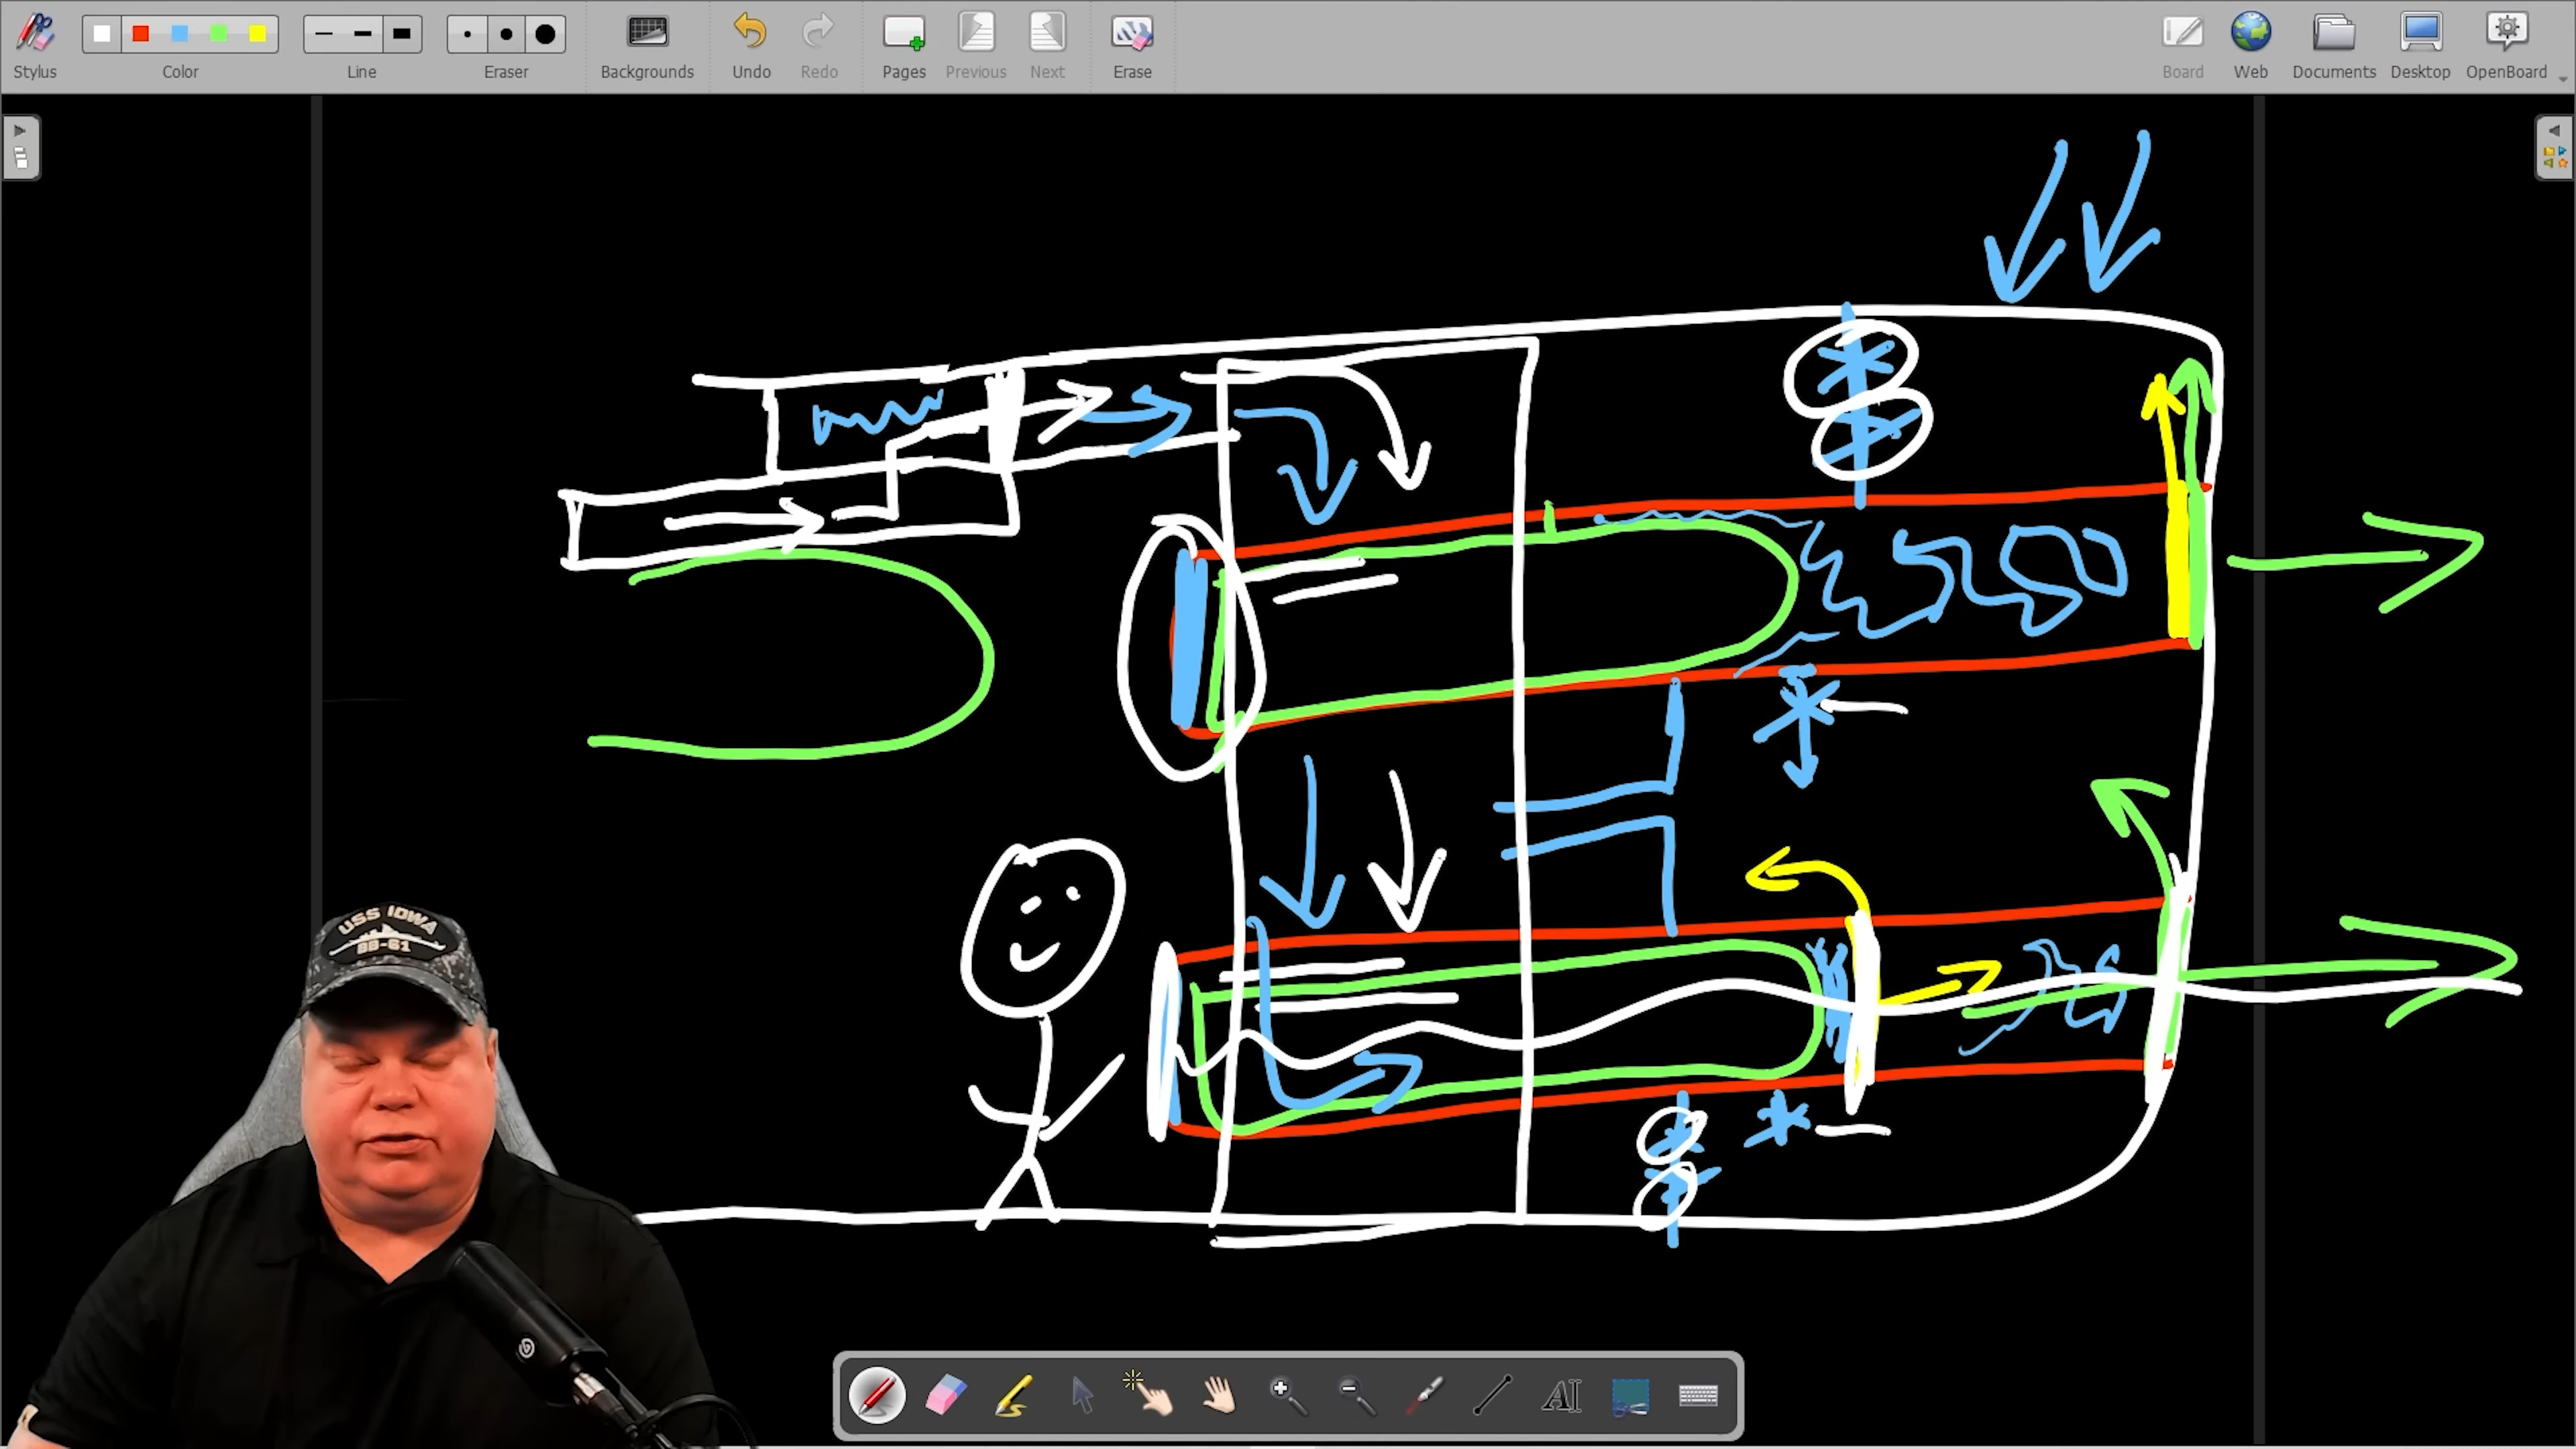 Stylus
Color
Line
Eraser
Backgrounds
Undo
Redo
Pages
Previous
Next
Erase
Board
Web
Documents
Desktop
OpenBoard
USS IOWA
BB-61
AI